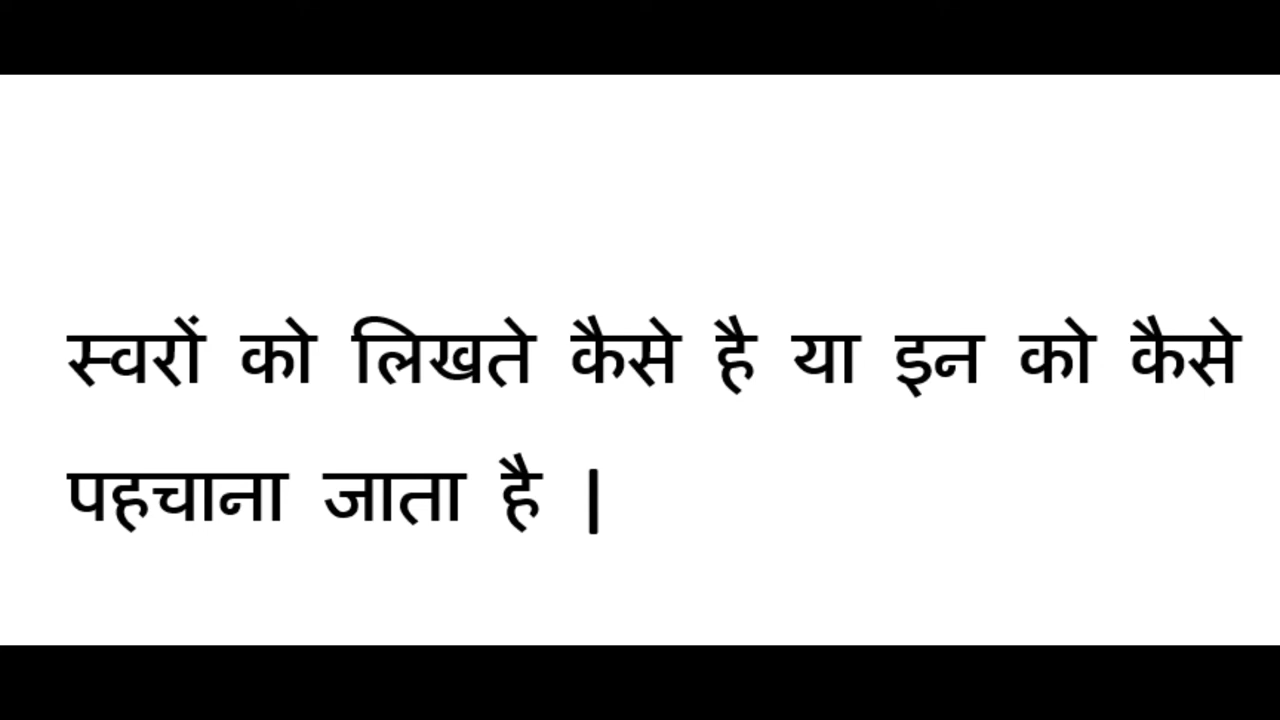 स्वरों को लिखते कैसे है या इन को कैसे
पहचाना जाता है |